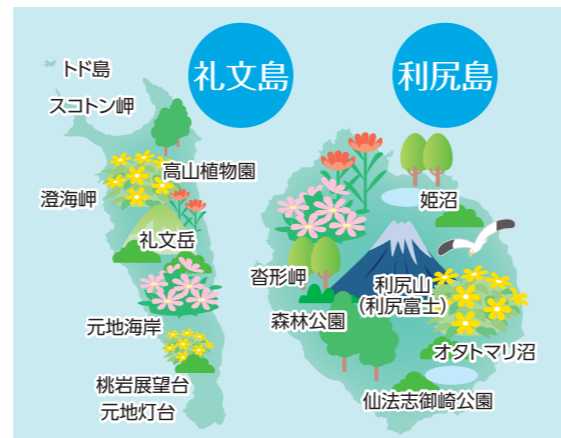 礼文島
トド島
スコトン岬
高山植物園
澄海岬
礼文岳
元地海岸
桃岩展望台
元地灯台
利尻島
姫沼
沓形岬
利尻山
(利尻富士)
森林公園
オタトマリ沼
仙法志御崎公園